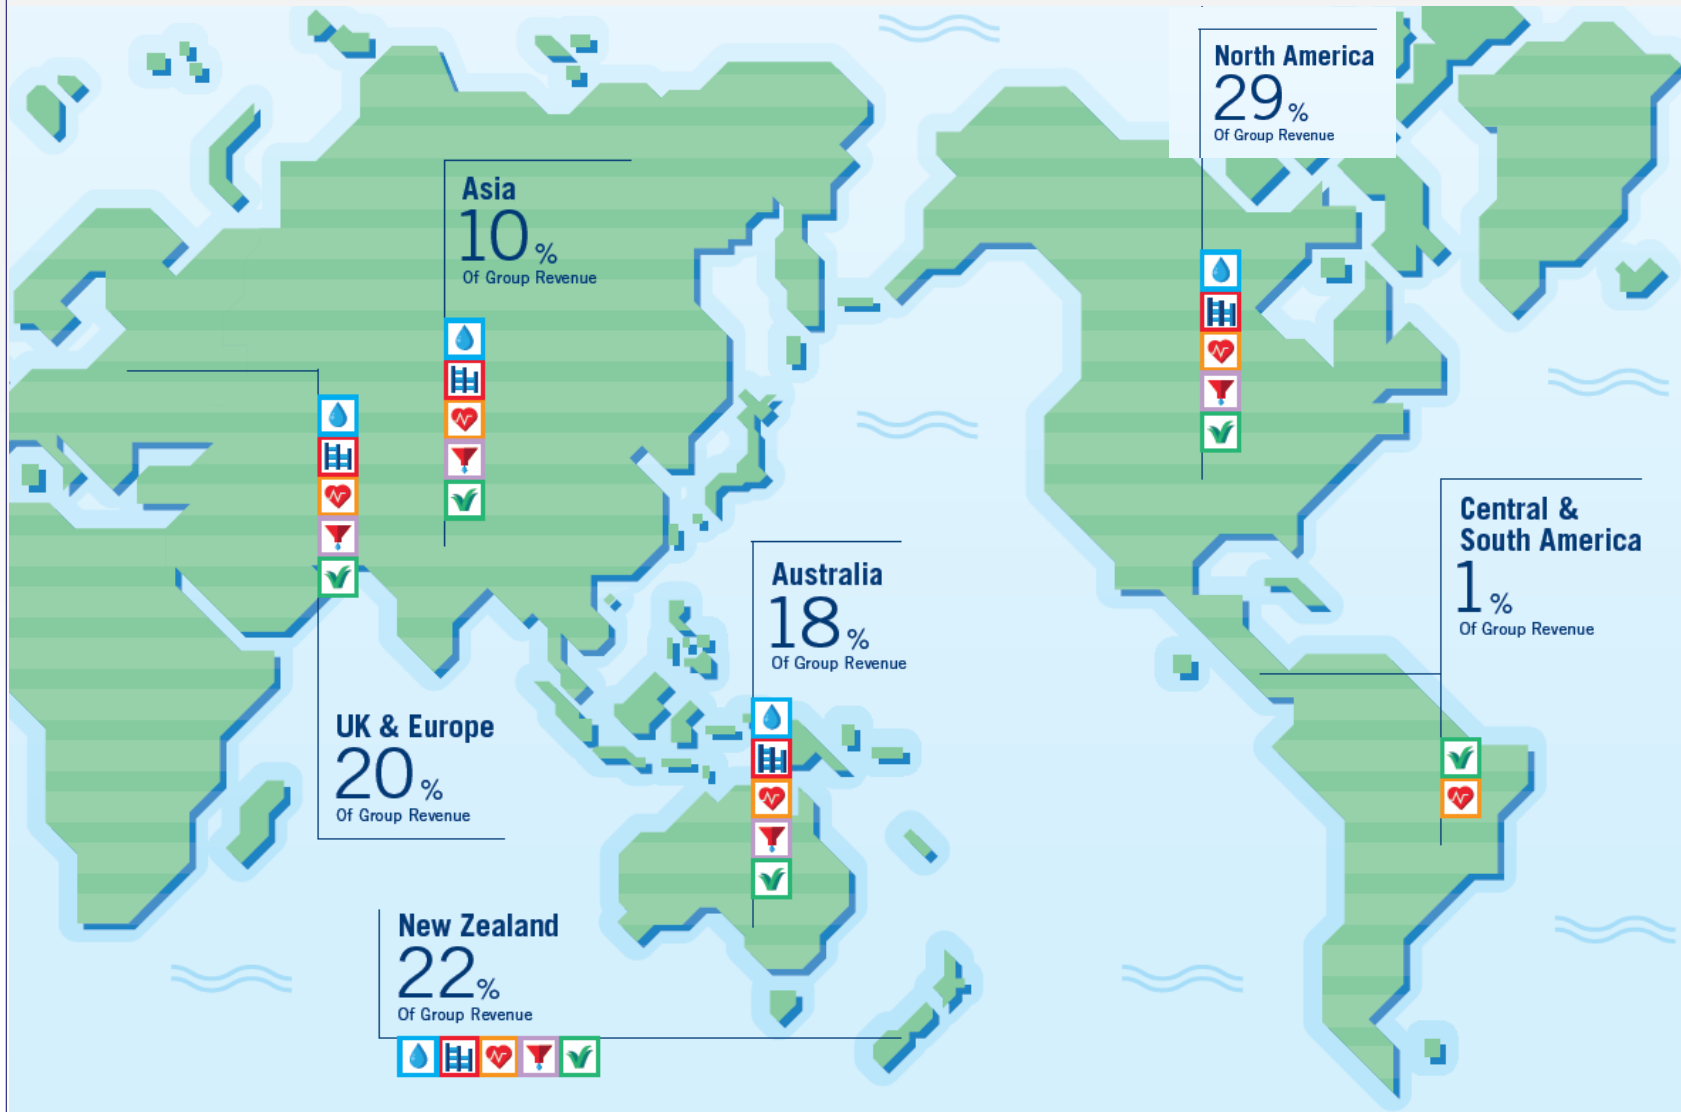 North America
29%
Of Group Revenue
Asia
10%
Of Group Revenue
Central &
South America
1%
Of Group Revenue
Australia
18%
Of Group Revenue
UK & Europe
20%
Of Group Revenue
New Zealand
22%
Of Group Revenue